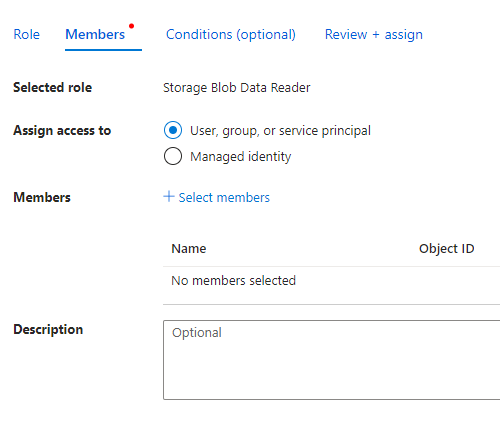 Role Members Conditions (optional) Review + assign
Selected role Storage Blob Data Reader
Assign access to User, group, or service principal
Managed identity
Members + Select members
Name Object ID
No members selected
Description Optional